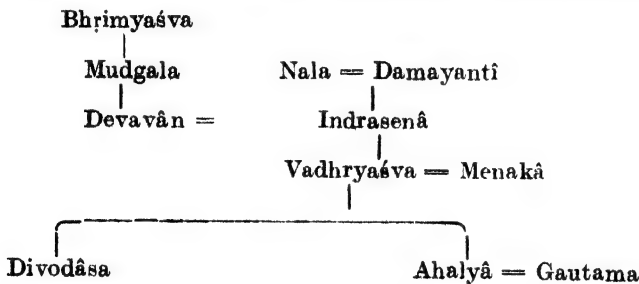 Bhṛimyaśva
Mudgala Nala = Damayantî
Devavân = Indrasenâ
Vadhryaśva = Menakâ
Divodâsa Ahalyâ = Gautama